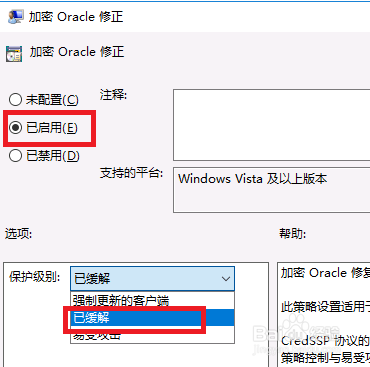 加密 Oracle 修正
加密 Oracle 修正
未配置(C)
注释:
已启用(E)
已禁用(D)
支持的平台:
Windows Vista 及以上版本
选项:
帮助:
保护级别:
已缓解
强制更新的客户端
已缓解
易受攻击
加密 Oracle 修复
此策略设置适用于
CredSSP 协议的
策略控制与易受攻